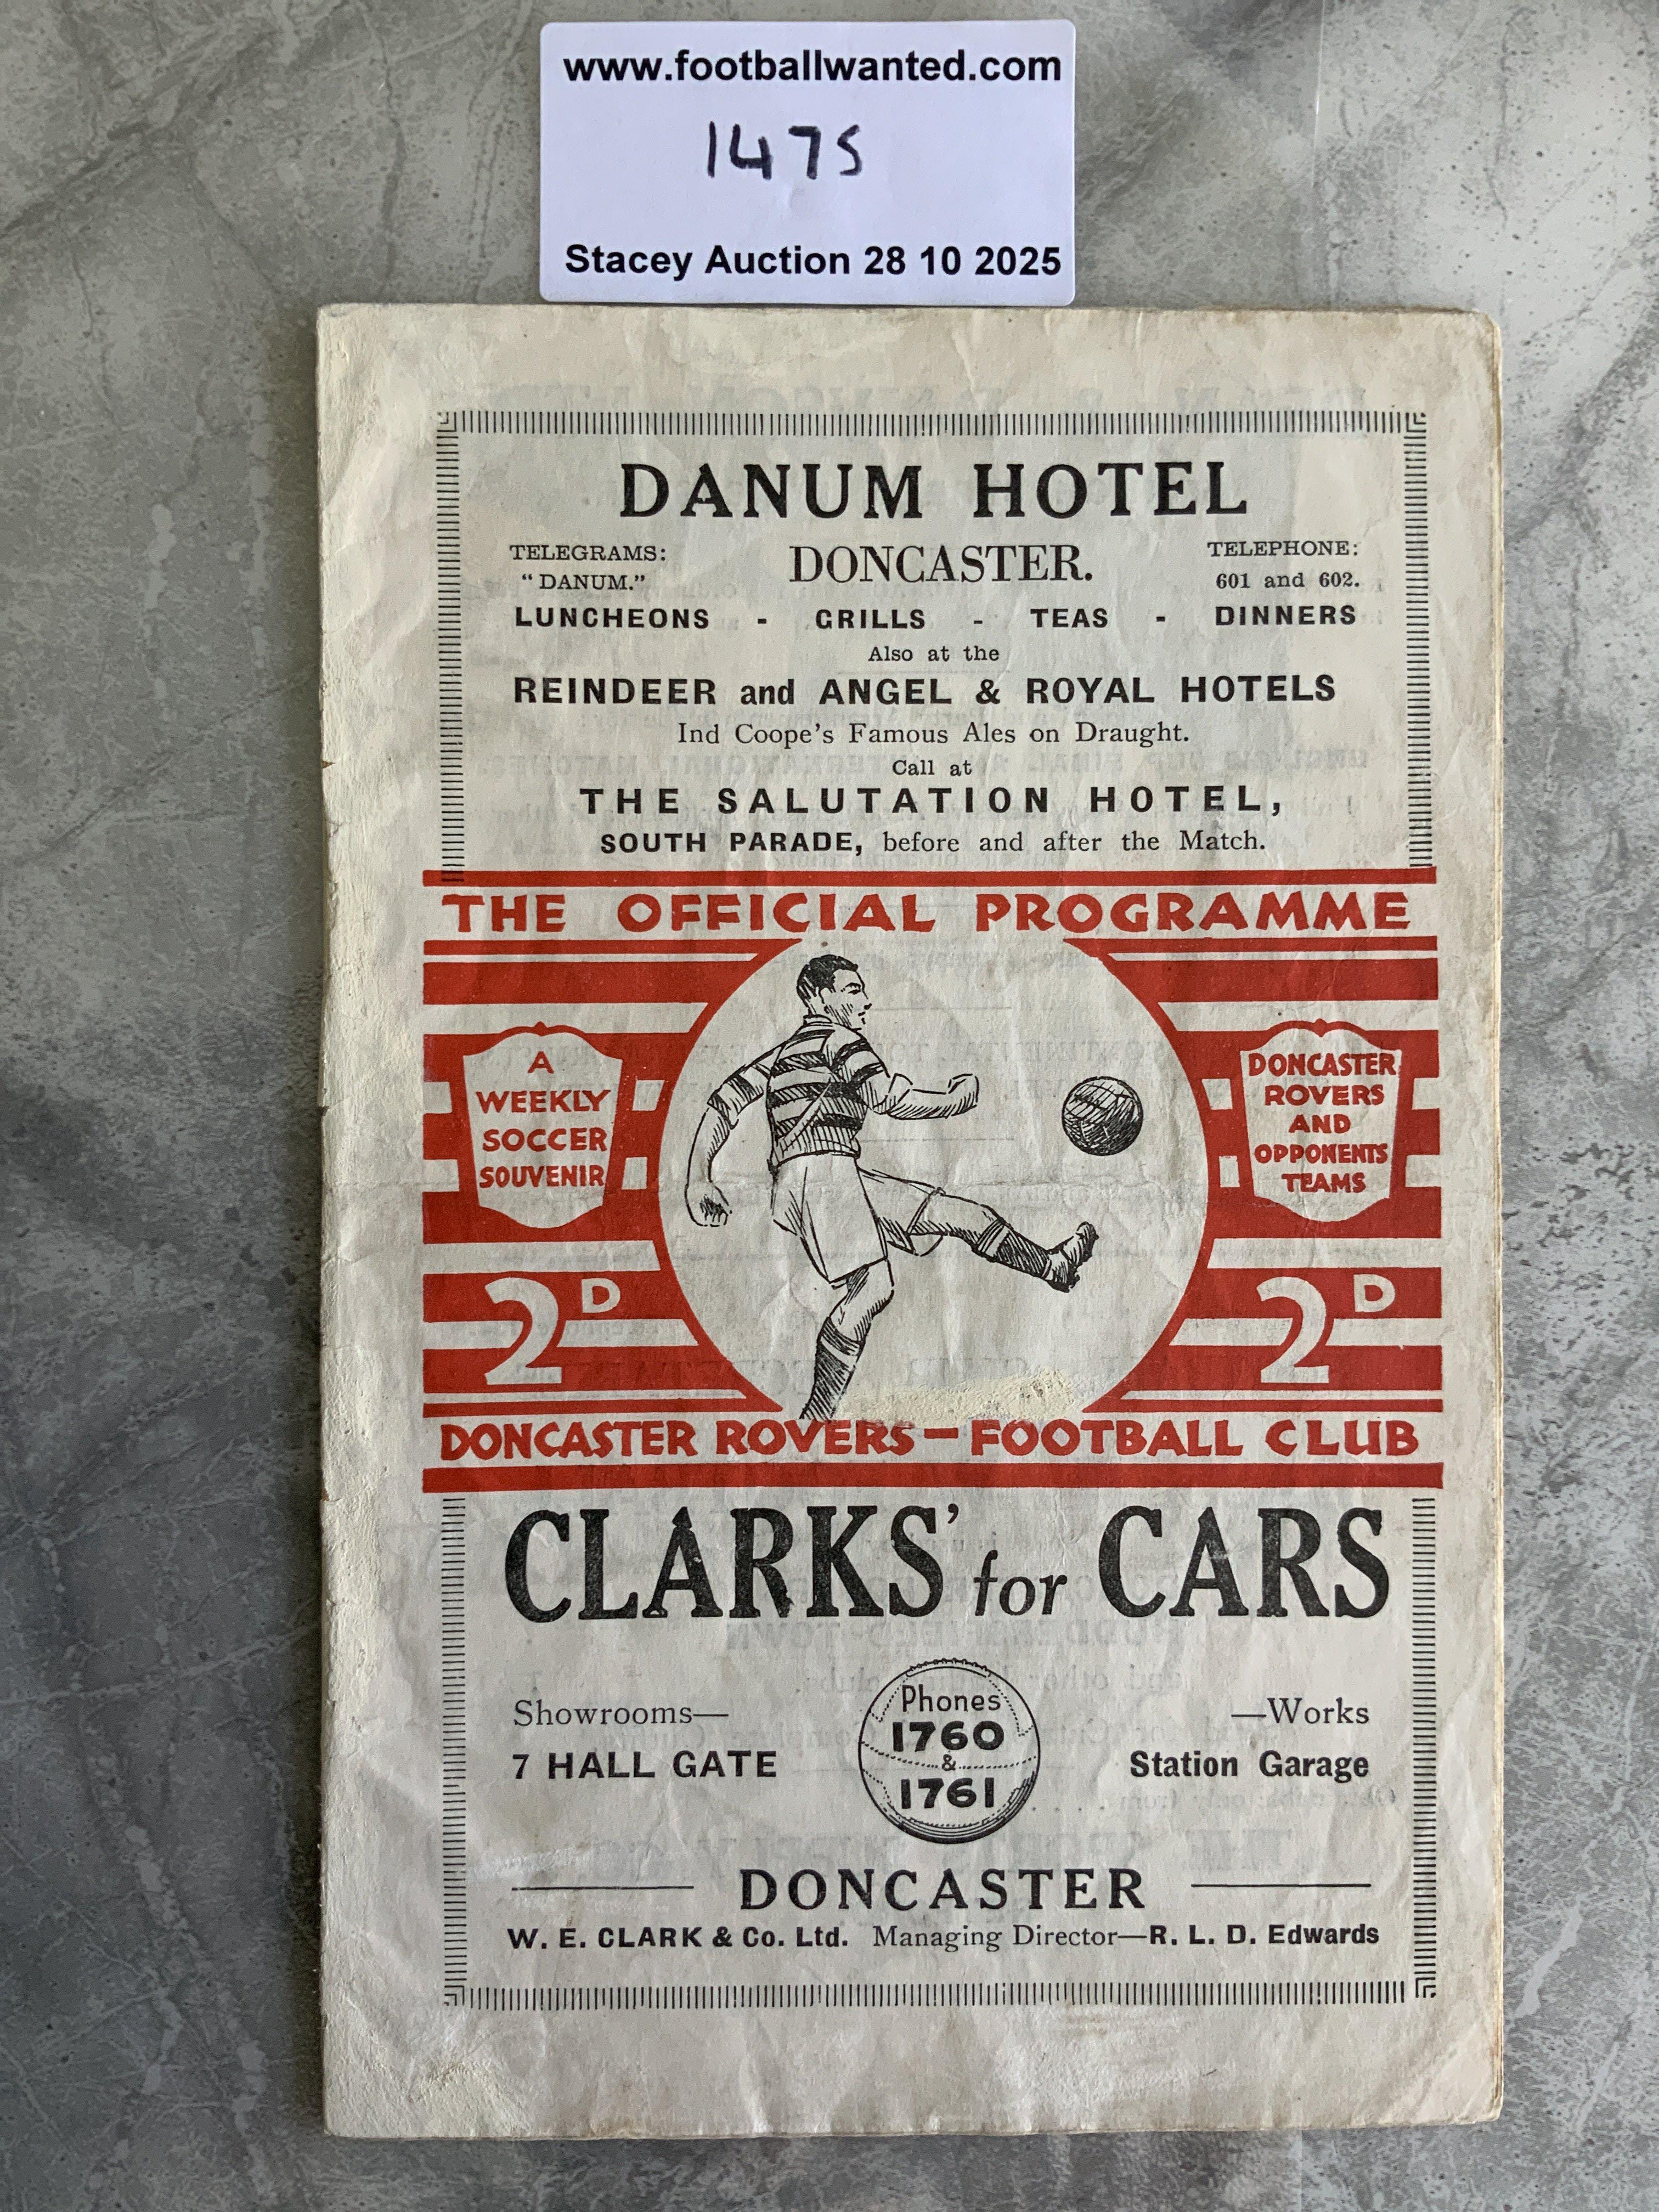 www.footballwanted.com
1475
Stacey Auction 28 10 2025
DANUM HOTEL
TELEGRAMS: DONCASTER. TELEPHONE:
"DANUM." 601 and 602.
LUNCHEONS - GRILLS - TEAS - DINNERS
Also at the
REINDEER and ANGEL & ROYAL HOTELS
Ind Coope's Famous Ales on Draught.
Call at
THE SALUTATION HOTEL,
SOUTH PARADE, before and after the Match.
THE OFFICIAL PROGRAMME
A
WEEKLY
SOCCER
SOUVENIR
DONCASTER
ROVERS
AND
OPPONENTS
TEAMS
2D 2D
DONCASTER ROVERS — FOOTBALL CLUB
CLARKS' for CARS
Showrooms—
7 HALL GATE
Phones
1760
&
1761
—Works
Station Garage
DONCASTER
W. E. CLARK & Co. Ltd. Managing Director—R. L. D. Edwards